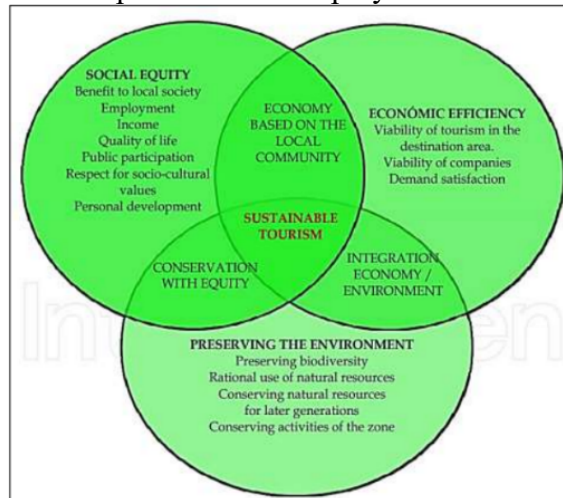 SOCIAL EQUITY
Benefit to local society
Employment
Income
Quality of life
Public participation
Respect for socio-cultural
values
Personal development
ECONOMY
BASED ON THE
LOCAL
COMMUNITY
ECONÓMIC EFFICIENCY
Viability of tourism in the
destination area.
Viability of companies
Demand satisfaction
SUSTAINABLE
TOURISM
CONSERVATION
WITH EQUITY
INTEGRATION
ECONOMY /
ENVIRONMENT
PRESERVING THE ENVIRONMENT
Preserving biodiversity
Rational use of natural resources
Conserving natural resources
for later generations
Conserving activities of the zone